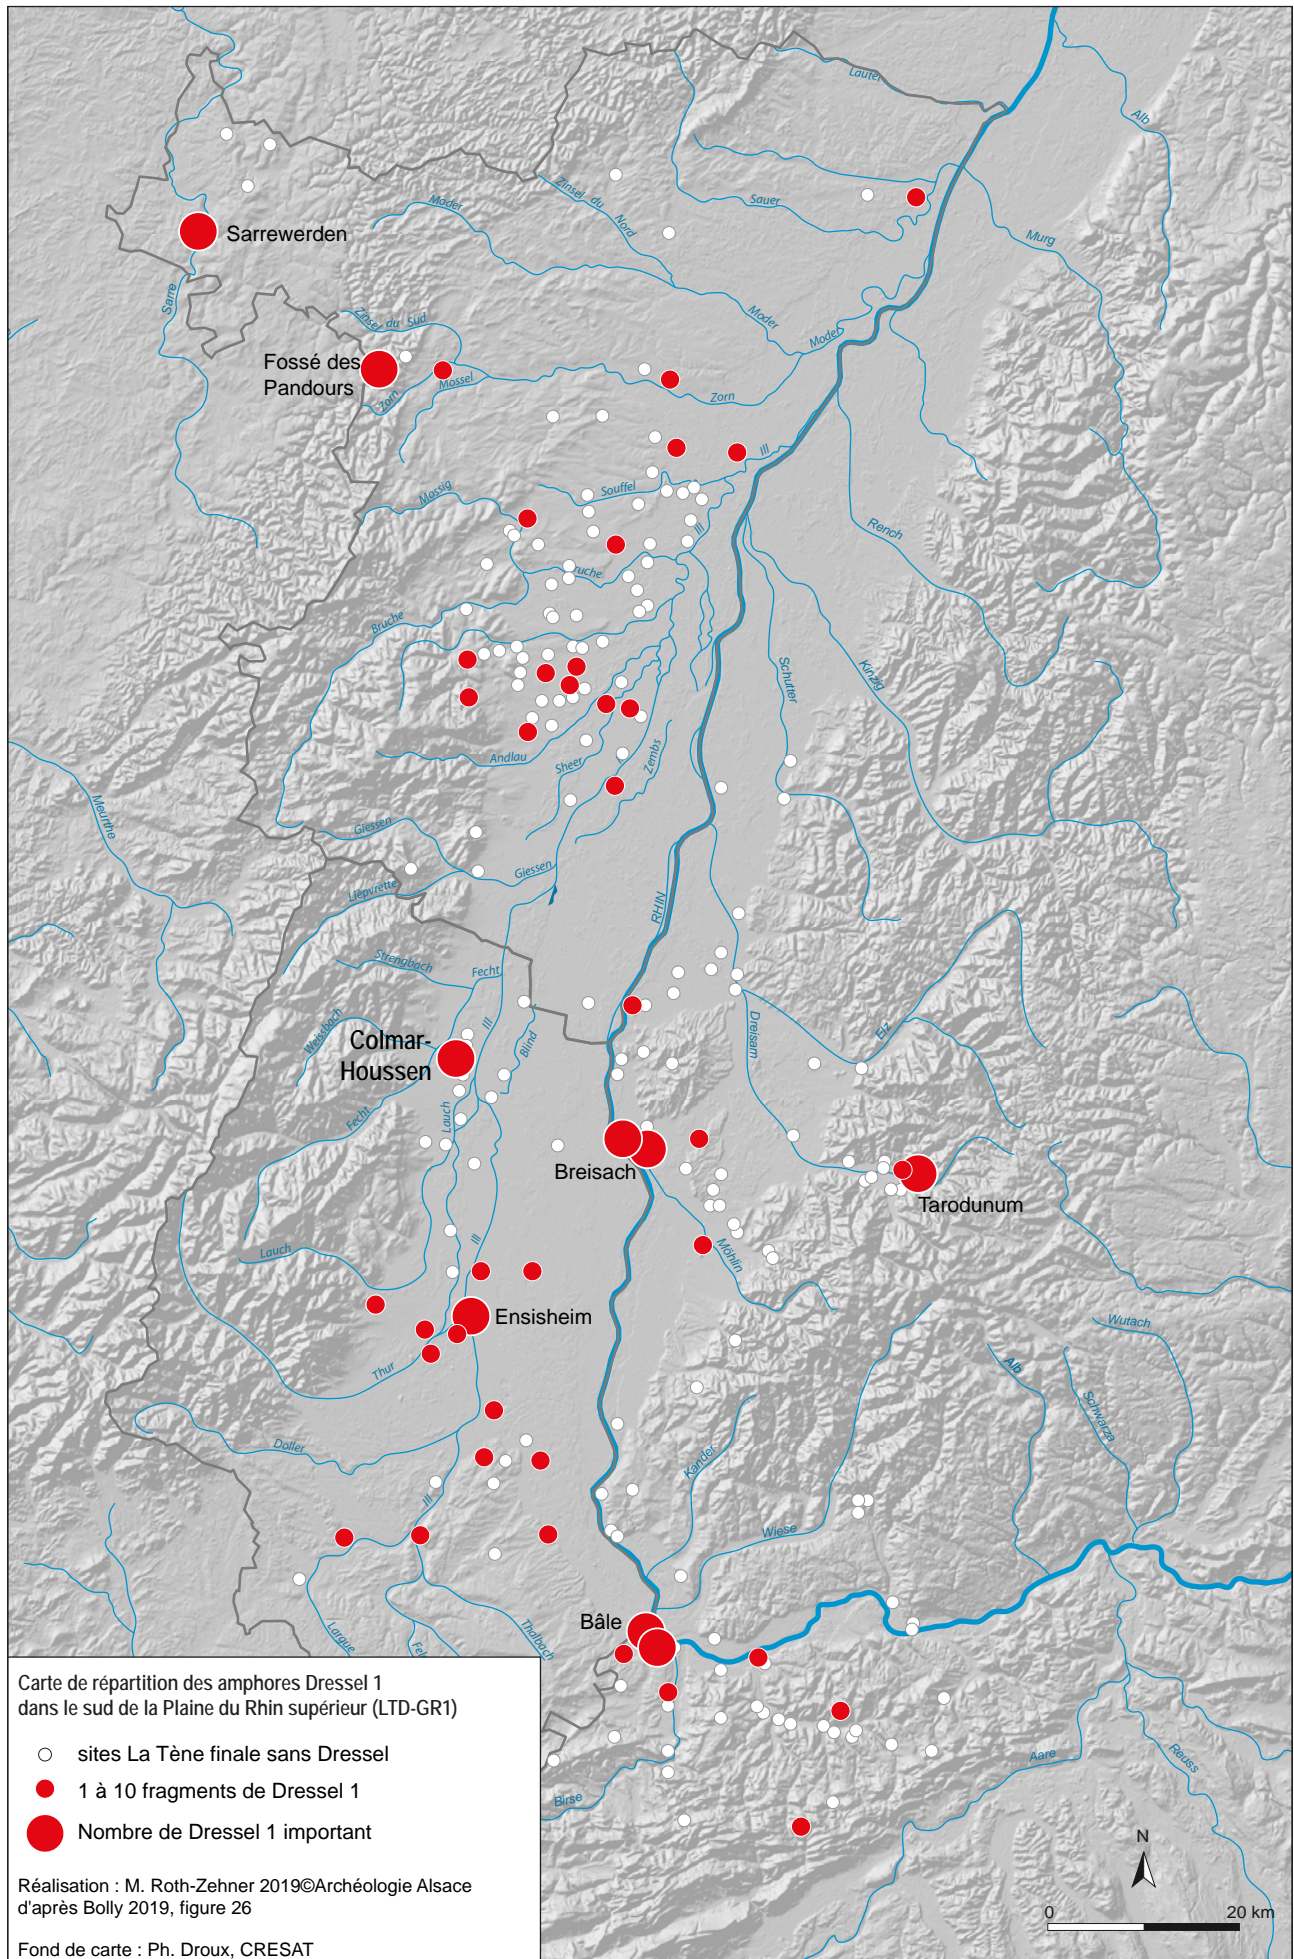 Lauter
Alb
Zinsel du Nord
Sauer
Moder
Murg
Sarrewerden
Sarre
Zinsel du Sud
Moder
Moder
Fossé des
Pandours
Mossel
Zorn
Zorn
Ill
Souffel
Mossig
Rench
Ill
ruche
Bruche
Schutter
Kinzig
Andlau
Sheer
Zembs
Meurthe
Giessen
Giessen
Lièpvrette
RHIN
Strengbach
Fecht
Weissbach
Ill
Blind
Dreisam
Elz
Colmar-
Houssen
Fecht
Lauch
Breisach
Tarodunum
Lauch
Ill
Möhlin
Ensisheim
Thur
Wutach
Alb
Schwarza
Doller
Kander
Ill
Wiese
Bâle
Largue
Thalbach
Aare
Reuss
Birse
Carte de répartition des amphores Dressel 1
dans le sud de la Plaine du Rhin supérieur (LTD-GR1)
sites La Tène finale sans Dressel
1 à 10 fragments de Dressel 1
Nombre de Dressel 1 important
Réalisation : M. Roth-Zehner 2019©Archéologie Alsace
d'après Bolly 2019, figure 26
Fond de carte : Ph. Droux, CRESAT
N
0 20 km